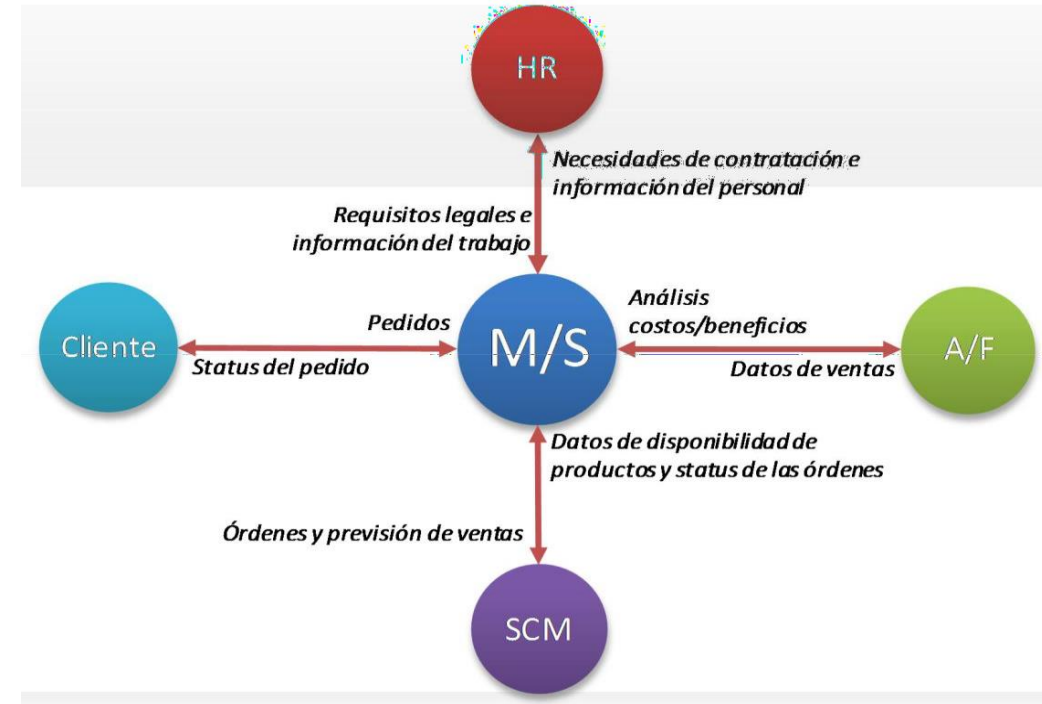 HR
Necesidades de contratación e
información del personal
Requisitos legales e
información del trabajo
Cliente
Pedidos
Status del pedido
M/S
Análisis
costos/beneficios
Datos de ventas
A/F
Datos de disponibilidad de
productos y status de las órdenes
Órdenes y previsión de ventas
SCM